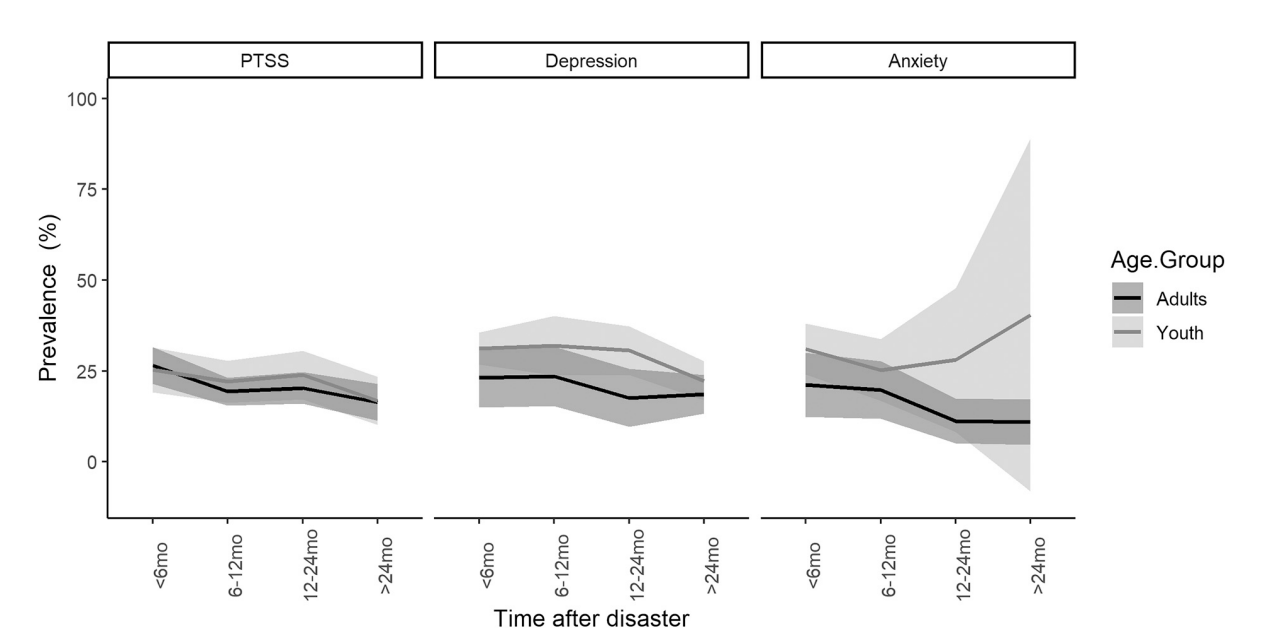 PTSS
Depression
Anxiety
Prevalence (%)
100
75
50
25
0
<6mo
6-12mo
12-24mo
>24mo
<6mo
6-12mo
12-24mo
>24mo
<6mo
6-12mo
12-24mo
>24mo
Time after disaster
Age.Group
Adults
Youth